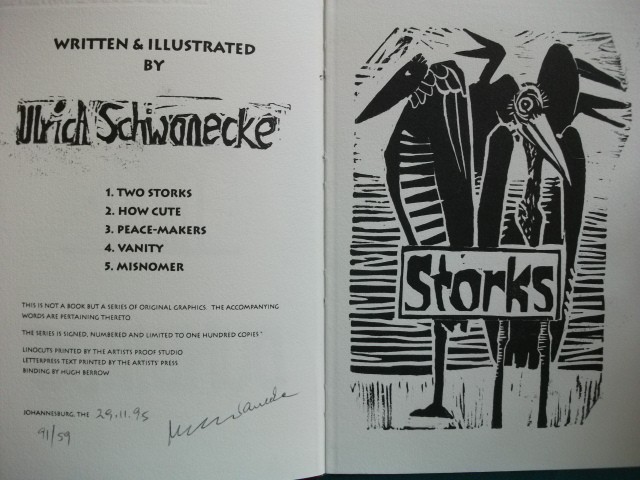 WRITTEN & ILLUSTRATED
BY
Ulrich Schwanecke
1. TWO STORKS
2. HOW CUTE
3. PEACE-MAKERS
4. VANITY
5. MISNOMER
THIS IS NOT A BOOK BUT A SERIES OF ORIGINAL GRAPHICS. THE ACCOMPANYING
WORDS ARE PERTAINING THERETO
THE SERIES IS SIGNED, NUMBERED AND LIMITED TO ONE HUNDRED COPIES"
LINOCUTS PRINTED BY THE ARTISTS PROOF STUDIO
LETTERPRESS TEXT PRINTED BY THE ARTISTS' PRESS
BINDING BY HUGH BERROW
JOHANNESBURG, THE 29.11.95
91/59
Storks